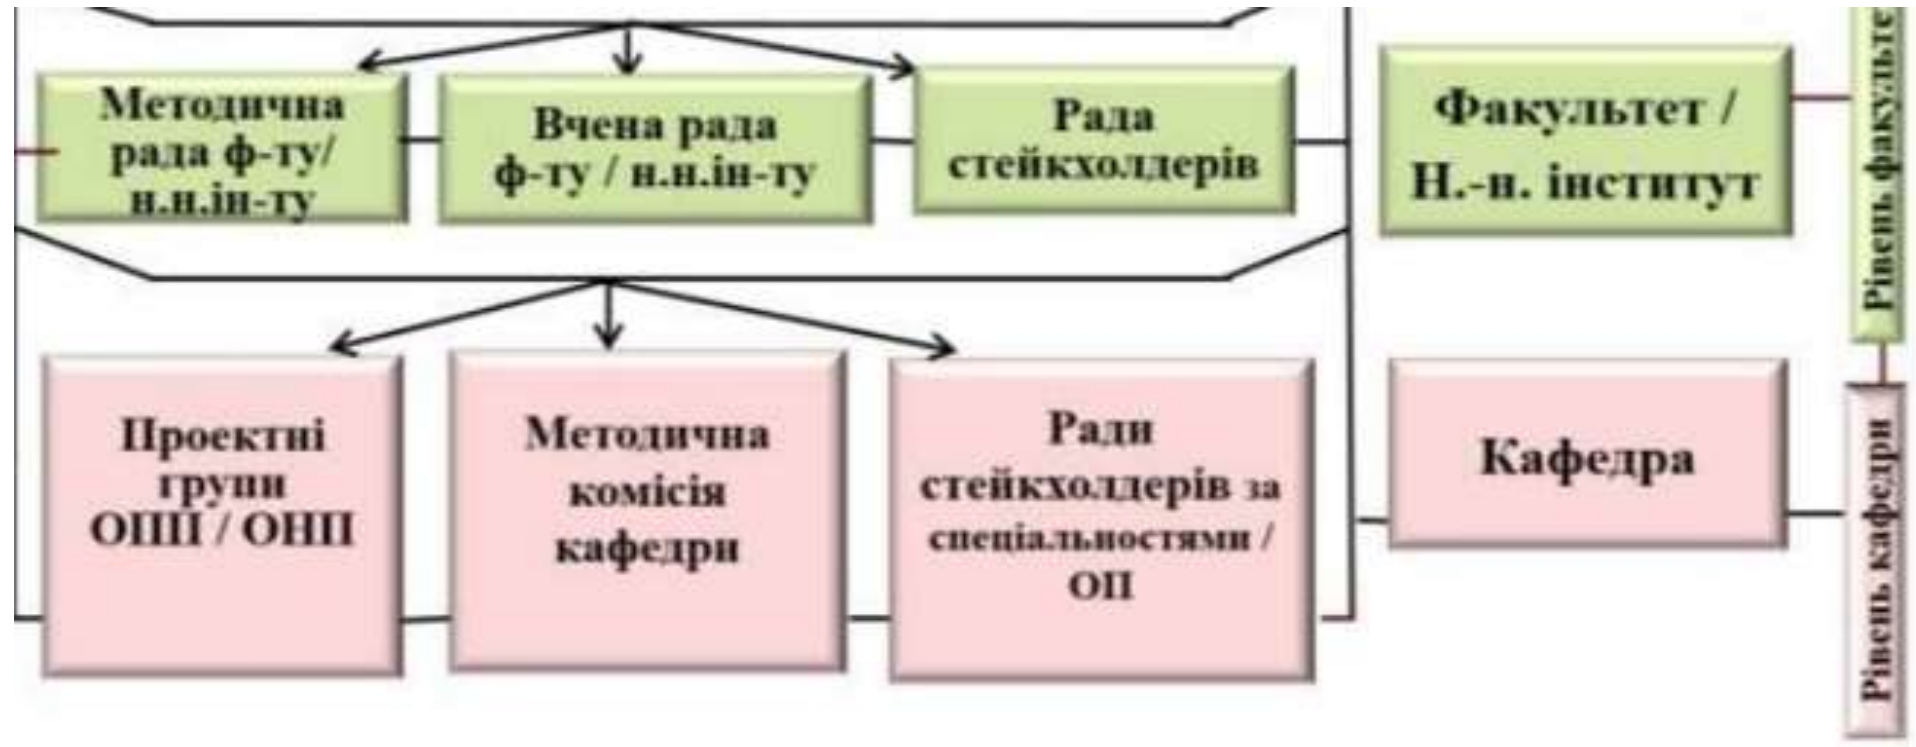 Методична
рада ф-ту/
н.н.ін-ту
Вчена рада
ф-ту / н.н.ін-ту
Рада
стейкхолдерів
Факультет /
Н.-н. інститут
Рівень
Проектні
групи
ОПП / ОНП
Методична
комісія
кафедри
Ради
стейкхолдерів за
спеціальностями /
ОП
Кафедра
Рівень кафедри